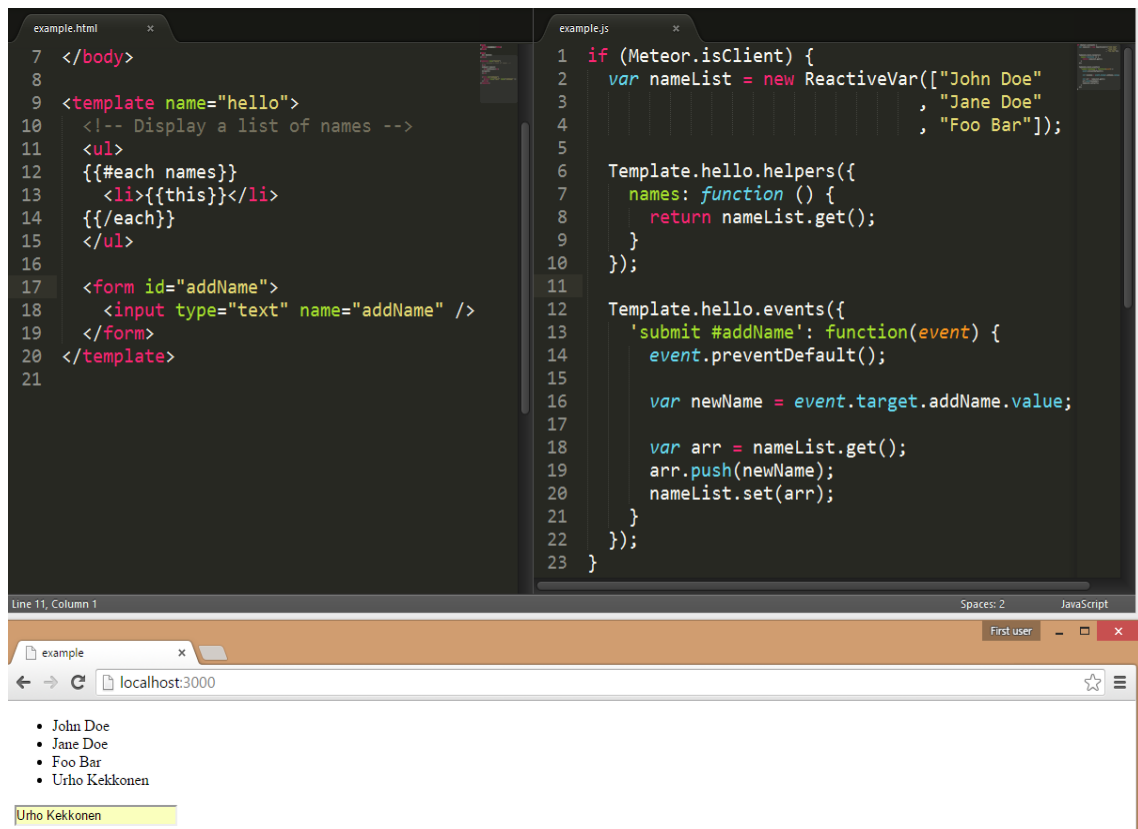 example.html ×
7 </body>
8
9 <template name="hello">
10 <!-- Display a list of names -->
11 <ul>
12 {{#each names}}
13 <li>{{this}}</li>
14 {{/each}}
15 </ul>
16
17 <form id="addName">
18 <input type="text" name="addName" />
19 </form>
20 </template>
21
example.js ×
1 if (Meteor.isClient) {
2 var nameList = new ReactiveVar(["John Doe"
3 , "Jane Doe"
4 , "Foo Bar"]);
5
6 Template.hello.helpers({
7 names: function () {
8 return nameList.get();
9 }
10 });
11
12 Template.hello.events({
13 'submit #addName': function(event) {
14 event.preventDefault();
15
16 var newName = event.target.addName.value;
17
18 var arr = nameList.get();
19 arr.push(newName);
20 nameList.set(arr);
21 }
22 });
23 }
Line 11, Column 1 Spaces: 2 JavaScript
First user
example ×
localhost:3000
• John Doe
• Jane Doe
• Foo Bar
• Urho Kekkonen
Urho Kekkonen